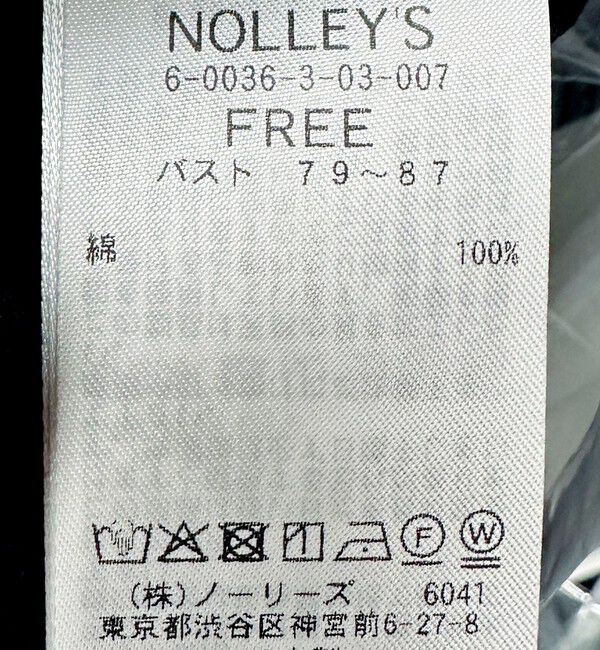 NOLLEY'S
6-0036-3-03-007
FREE
バスト 79〜87
綿 100%
F W
(株)ノーリーズ 6041
東京都渋谷区神宮前6-27-8